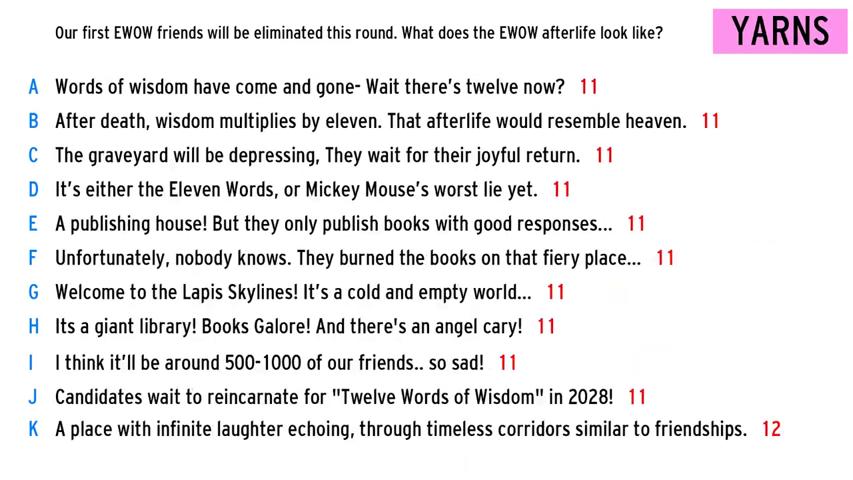 Our first EWOW friends will be eliminated this round. What does the EWOW afterlife look like?
YARNS
A Words of wisdom have come and gone- Wait there's twelve now? 11
B After death, wisdom multiplies by eleven. That afterlife would resemble heaven. 11
C The graveyard will be depressing, They wait for their joyful return. 11
D It's either the Eleven Words, or Mickey Mouse's worst lie yet. 11
E A publishing house! But they only publish books with good responses... 11
F Unfortunately, nobody knows. They burned the books on that fiery place... 11
G Welcome to the Lapis Skylines! It's a cold and empty world... 11
H Its a giant library! Books Galore! And there's an angel cary! 11
I I think it'll be around 500-1000 of our friends.. so sad! 11
J Candidates wait to reincarnate for "Twelve Words of Wisdom" in 2028! 11
K A place with infinite laughter echoing, through timeless corridors similar to friendships. 12